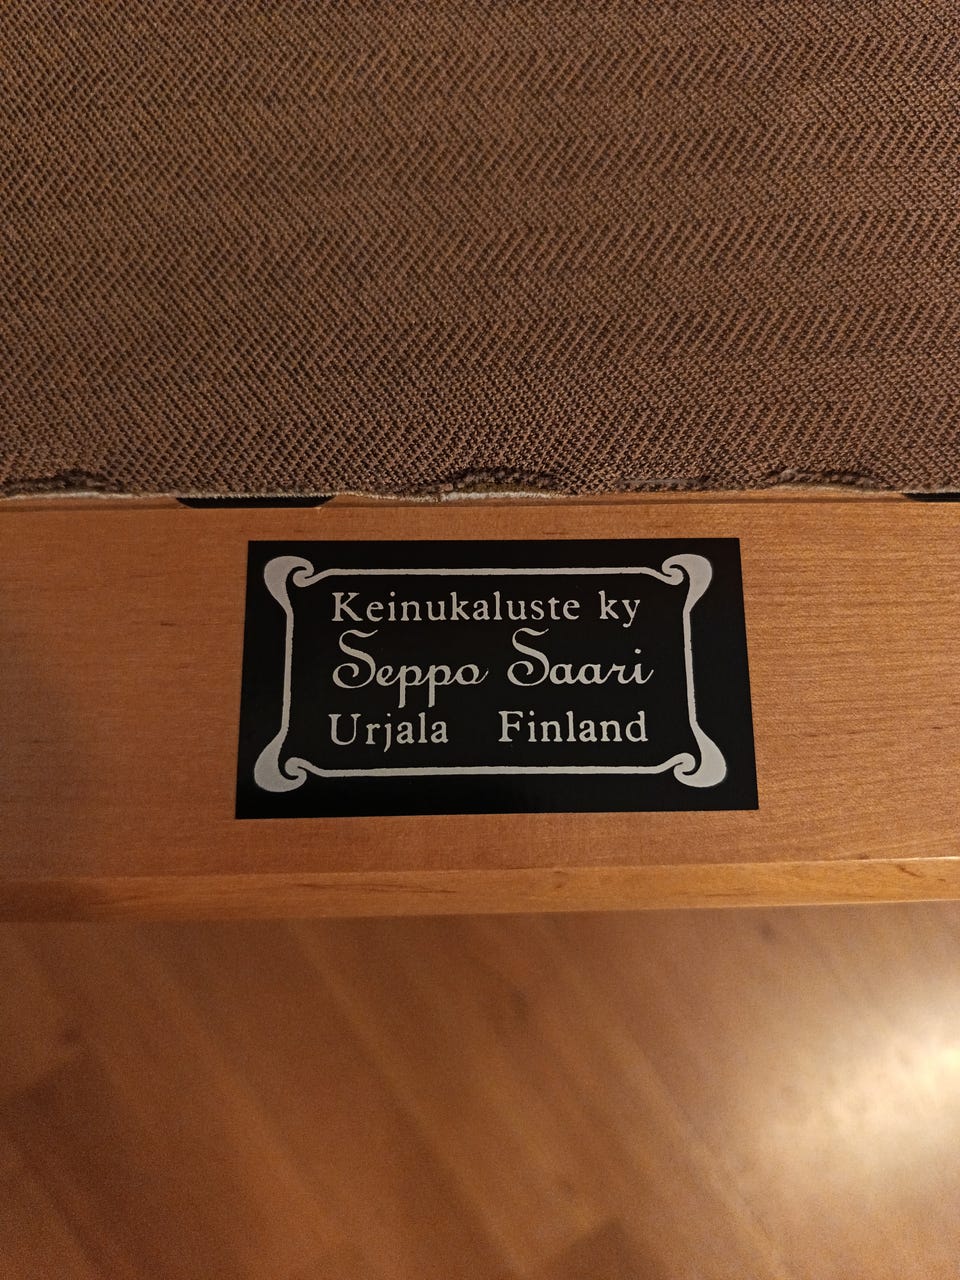 Keinukaluste ky
Seppo Saari
Urjala Finland